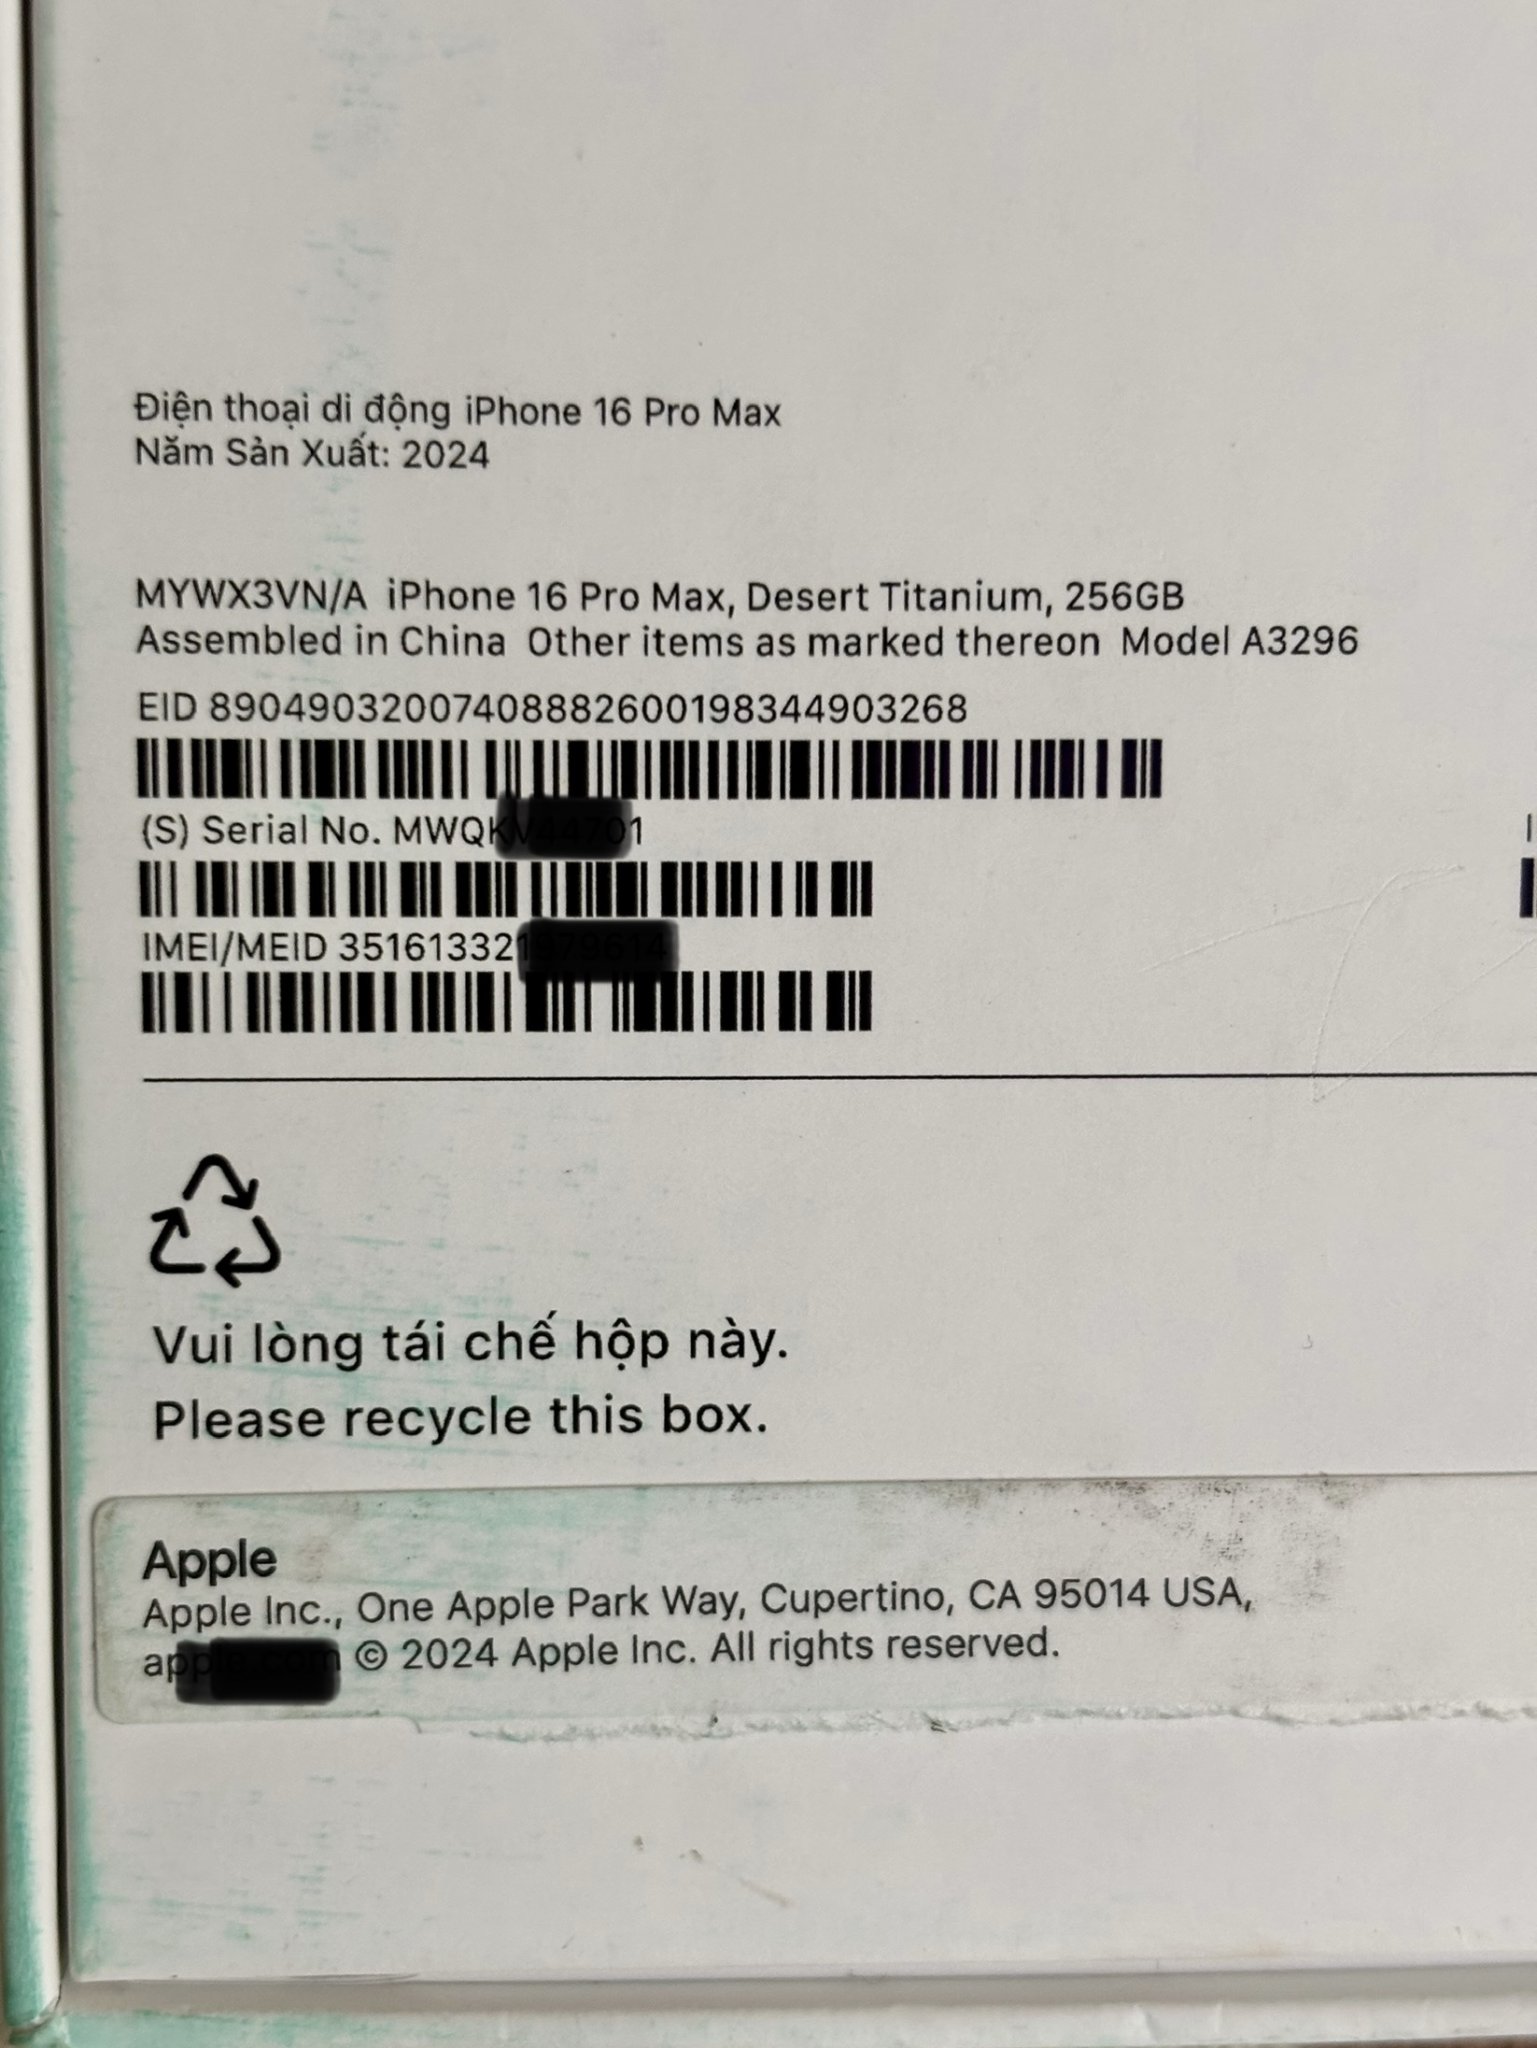 Điện thoại di động iPhone 16 Pro Max
Năm Sản Xuất: 2024
MYWX3VN/A iPhone 16 Pro Max, Desert Titanium, 256GB
Assembled in China Other items as marked thereon Model A3296
EID 89049032007408882600198344903268
(S) Serial No.
IMEI/MEID
Vui lòng tái chế hộp này.
Please recycle this box.
Apple
Apple Inc., One Apple Park Way, Cupertino, CA 95014 USA,
© 2024 Apple Inc. All rights reserved.